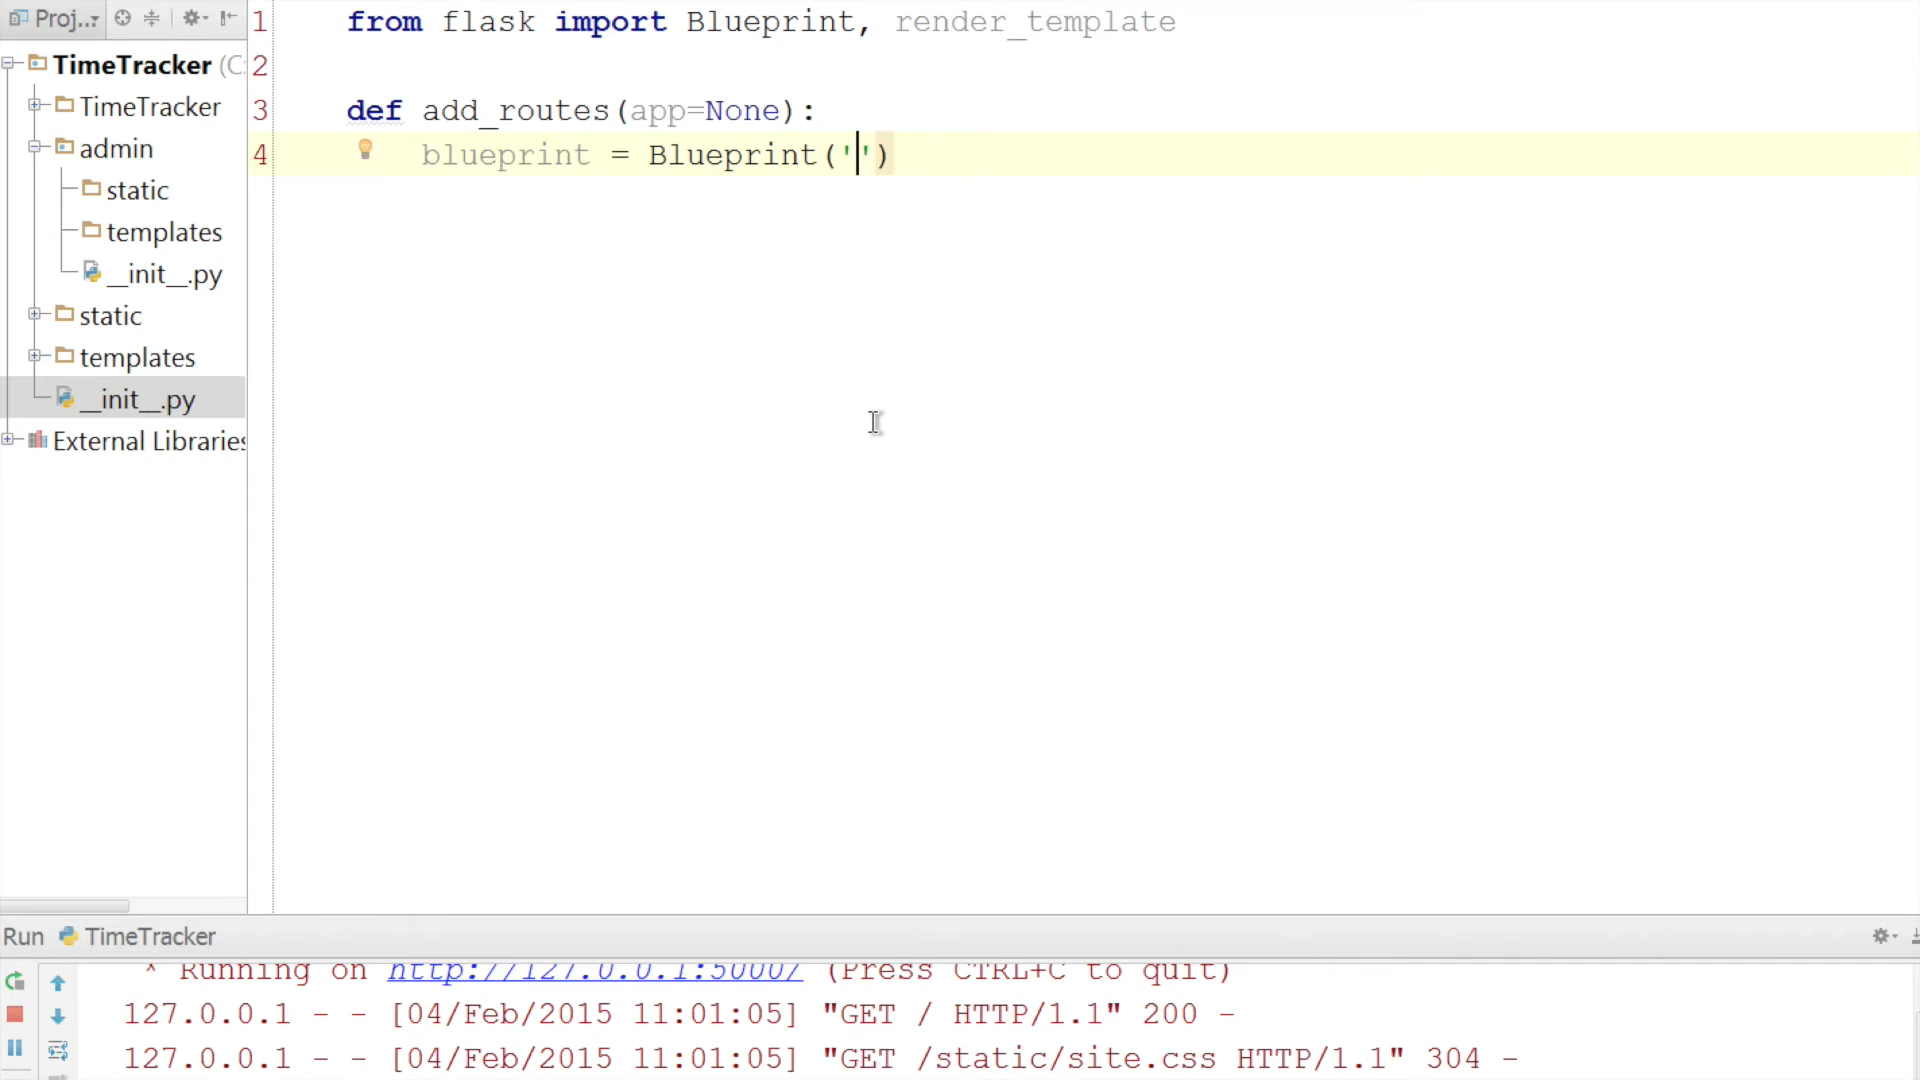 Proj...
TimeTracker (C:
TimeTracker
admin
static
templates
__init__.py
static
templates
__init__.py
External Libraries
1 from flask import Blueprint, render_template
2
3 def add_routes(app=None):
4 blueprint = Blueprint('')
Run TimeTracker
* Running on http://127.0.0.1:5000/ (Press CTRL+C to quit)
127.0.0.1 - - [04/Feb/2015 11:01:05] "GET / HTTP/1.1" 200 -
127.0.0.1 - - [04/Feb/2015 11:01:05] "GET /static/site.css HTTP/1.1" 304 -